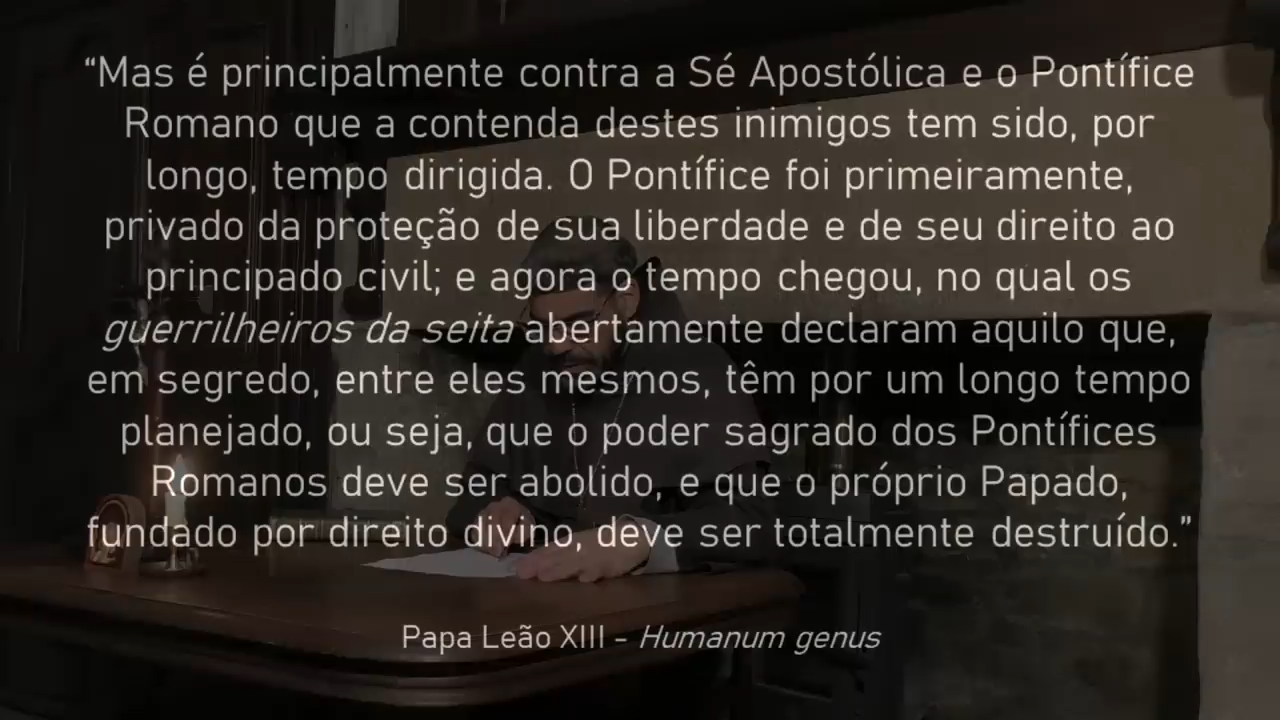 “Mas é principalmente contra a Sé Apostólica e o Pontífice
Romano que a contenda destes inimigos tem sido, por
longo, tempo dirigida. O Pontífice foi primeiramente,
privado da proteção de sua liberdade e de seu direito ao
principado civil; e agora o tempo chegou, no qual os
guerrilheiros da seita abertamente declaram aquilo que,
em segredo, entre eles mesmos, têm por um longo tempo
planejado, ou seja, que o poder sagrado dos Pontífices
Romanos deve ser abolido, e que o próprio Papado,
fundado por direito divino, deve ser totalmente destruído.”
Papa Leão XIII - Humanum genus